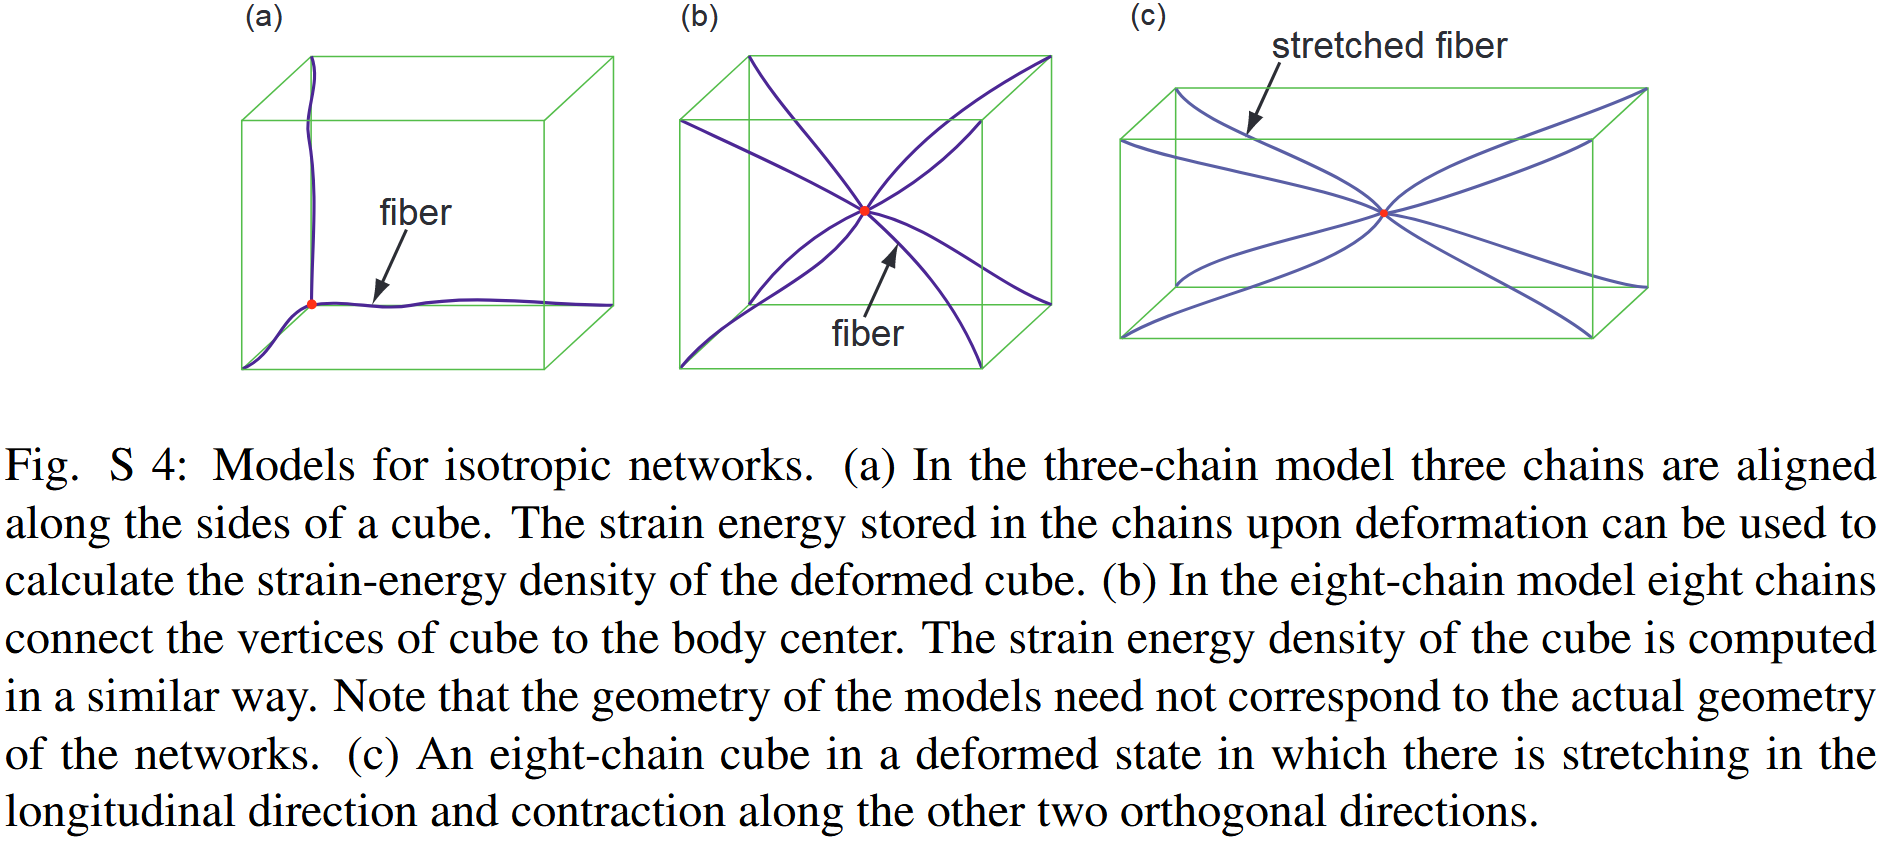 (a)
(b)
(c)
stretched fiber
fiber
fiber
Fig. S 4: Models for isotropic networks. (a) In the three-chain model three chains are aligned
along the sides of a cube. The strain energy stored in the chains upon deformation can be used to
calculate the strain-energy density of the deformed cube. (b) In the eight-chain model eight chains
connect the vertices of cube to the body center. The strain energy density of the cube is computed
in a similar way. Note that the geometry of the models need not correspond to the actual geometry
of the networks. (c) An eight-chain cube in a deformed state in which there is stretching in the
longitudinal direction and contraction along the other two orthogonal directions.